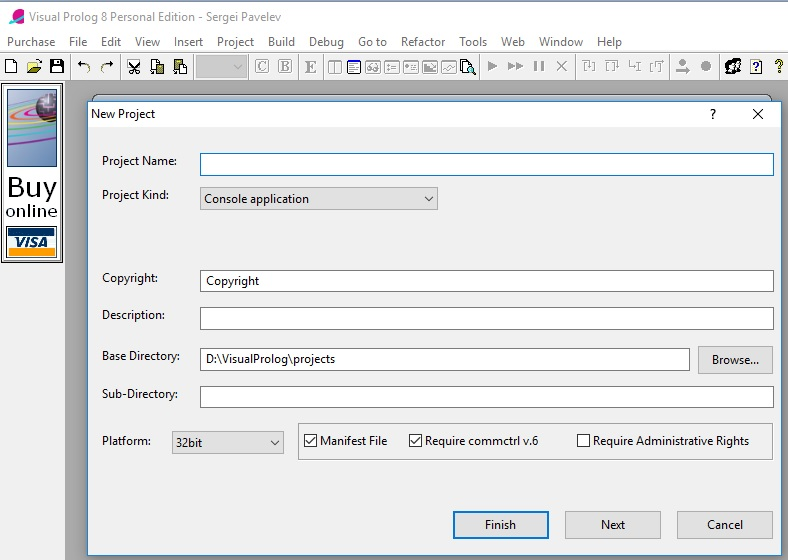 Visual Prolog 8 Personal Edition - Sergei Pavelev
Purchase File Edit View Insert Project Build Debug Go to Refactor Tools Web Window Help
C B E
New Project
Project Name:
Project Kind: Console application
Buy
online
VISA
Copyright: Copyright
Description:
Base Directory: D:\VisualProlog\projects Browse...
Sub-Directory:
Platform: 32bit Manifest File Require commctrl v.6 Require Administrative Rights
Finish Next Cancel